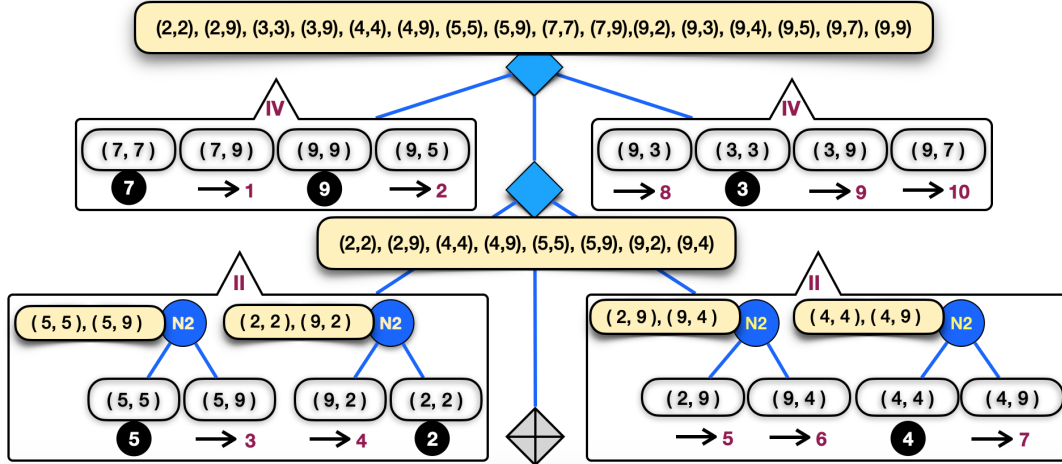 (2,2), (2,9), (3,3), (3,9), (4,4), (4,9), (5,5), (5,9), (7,7), (7,9),(9,2), (9,3), (9,4), (9,5), (9,7), (9,9)
IV
IV
( 7, 7 ) ( 7, 9 ) ( 9, 9 ) ( 9, 5 )
( 9, 3 ) ( 3, 3 ) ( 3, 9 ) ( 9, 7 )
7 1 9 2
8 3 9 10
(2,2), (2,9), (4,4), (4,9), (5,5), (5,9), (9,2), (9,4)
II
II
( 5, 5 ), ( 5, 9 ) N2 ( 2, 2 ), ( 9, 2 ) N2
( 2, 9 ), ( 9, 4 ) N2 ( 4, 4 ), ( 4, 9 ) N2
( 5, 5 ) ( 5, 9 ) ( 9, 2 ) ( 2, 2 )
( 2, 9 ) ( 9, 4 ) ( 4, 4 ) ( 4, 9 )
5 3 4 2
5 6 4 7